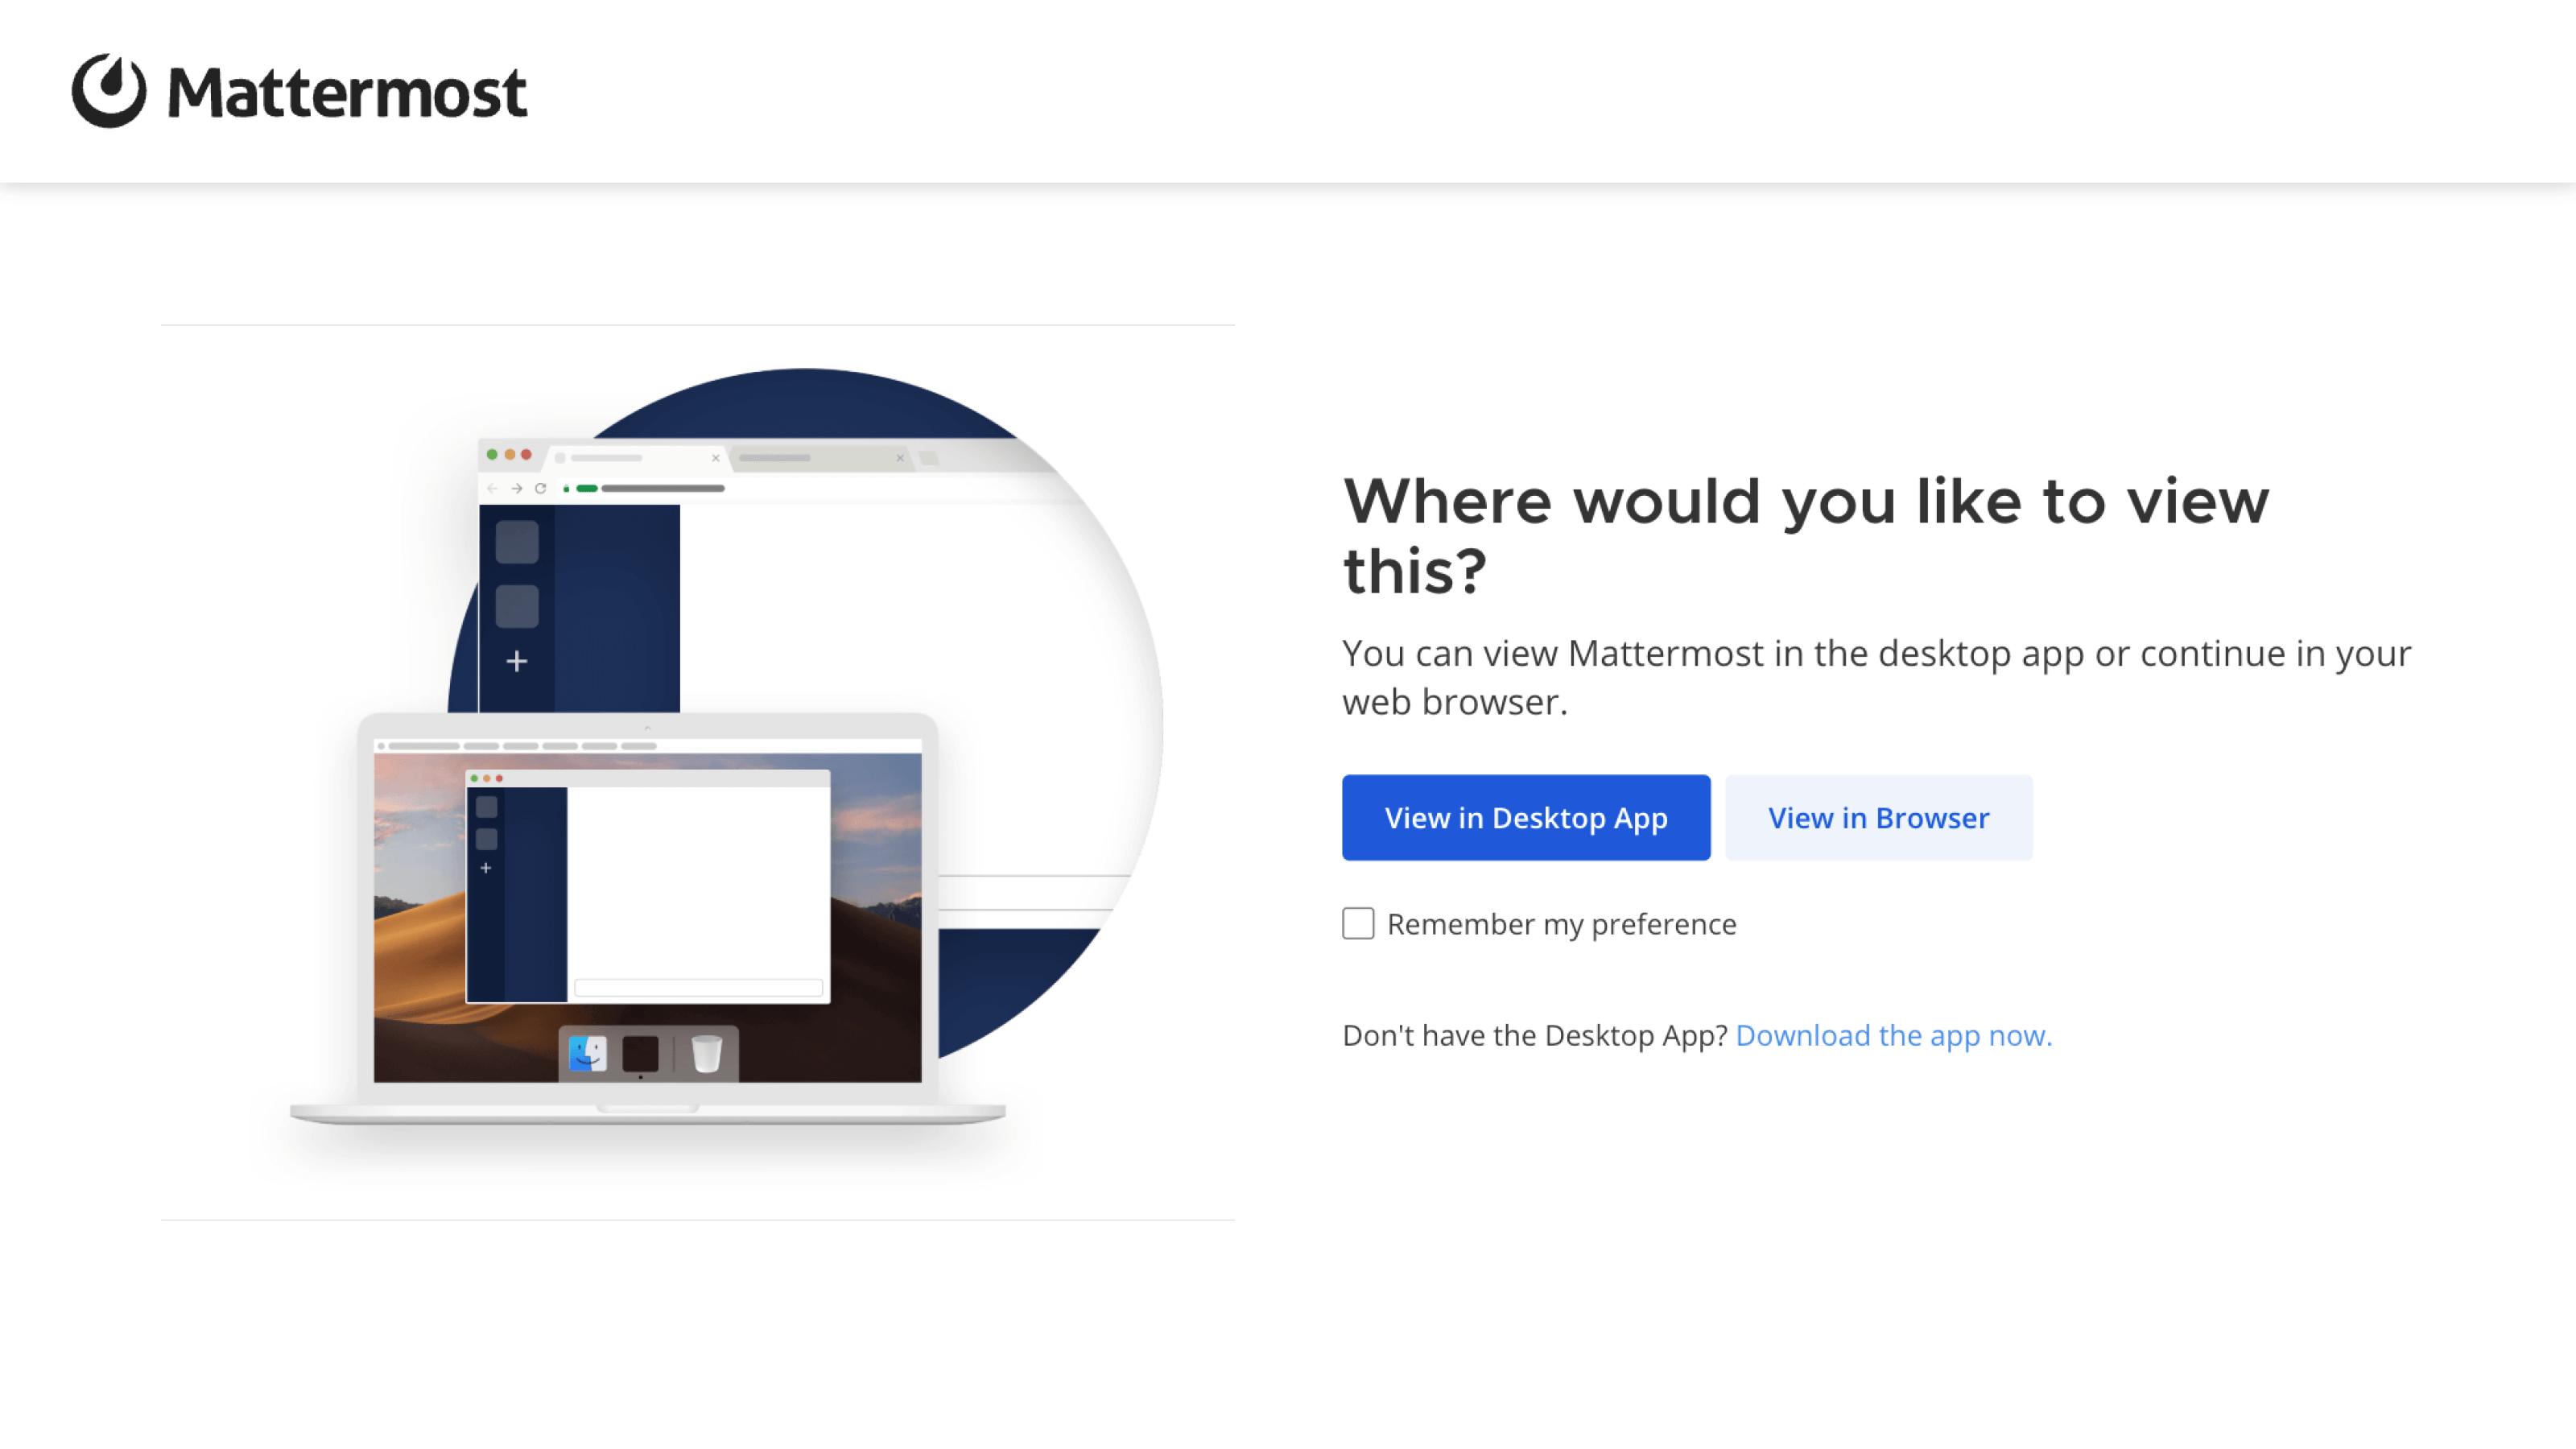 Mattermost
Where would you like to view
this?
You can view Mattermost in the desktop app or continue in your
web browser.
View in Desktop App
View in Browser
Remember my preference
Don't have the Desktop App? Download the app now.